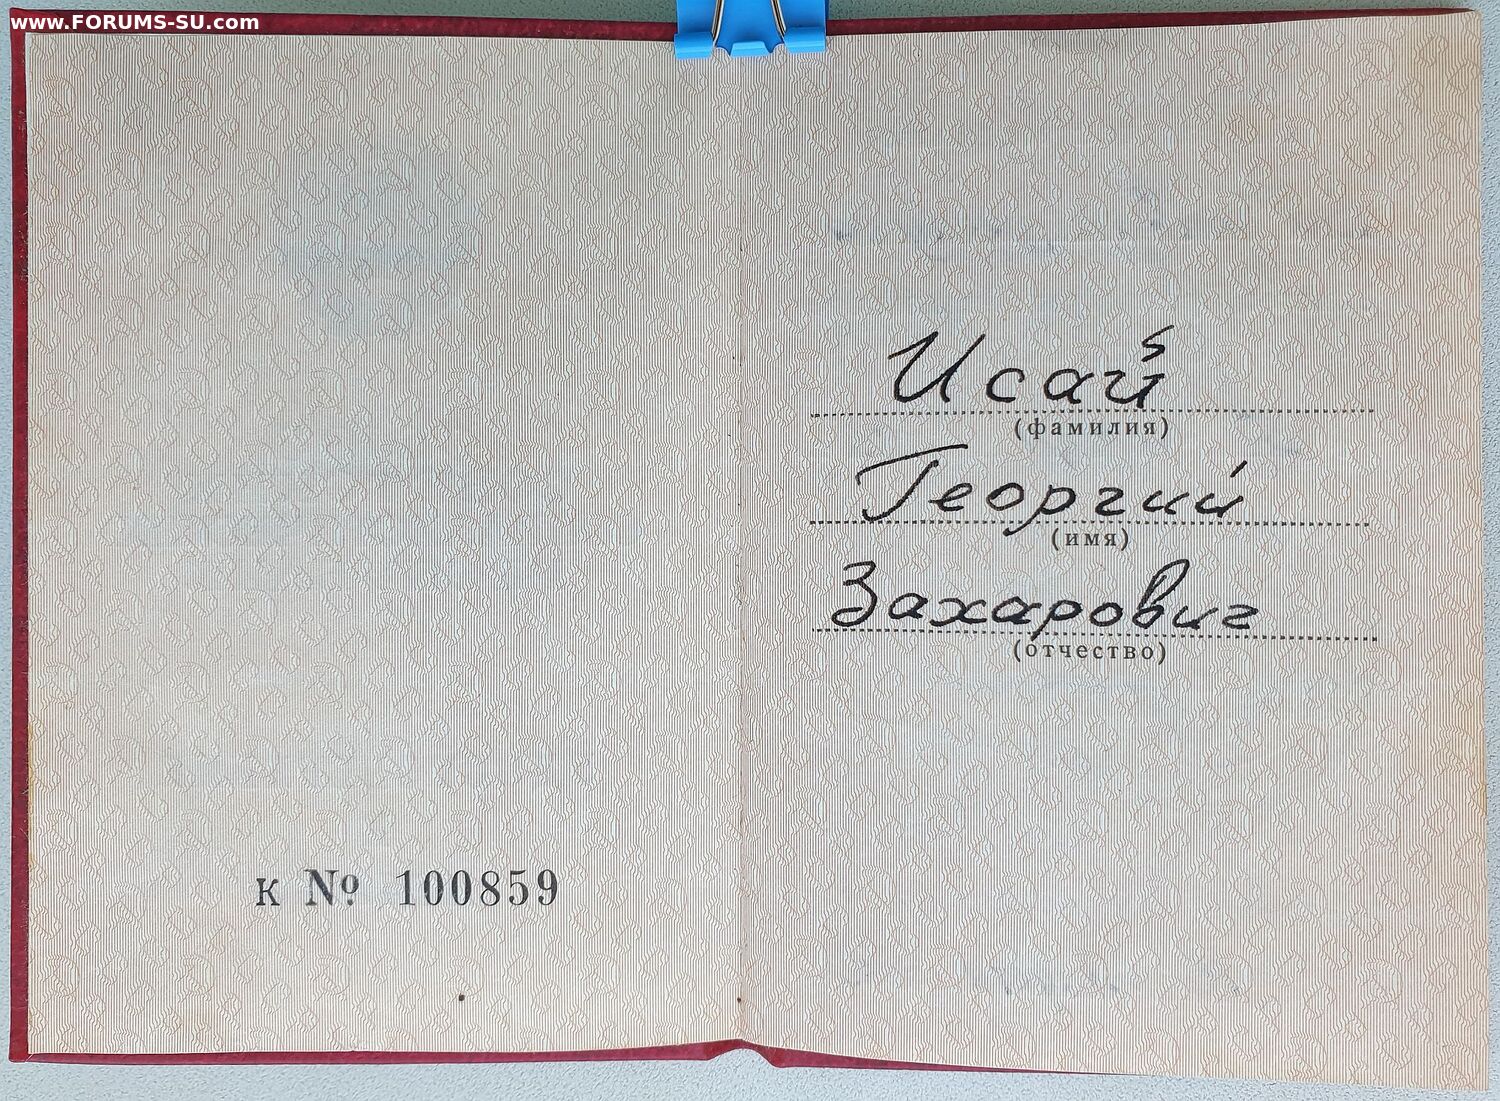 www.FORUMS-SU.com
К № 100859
Исай
(фамилия)
Георгий
(имя)
Захарович
(отчество)